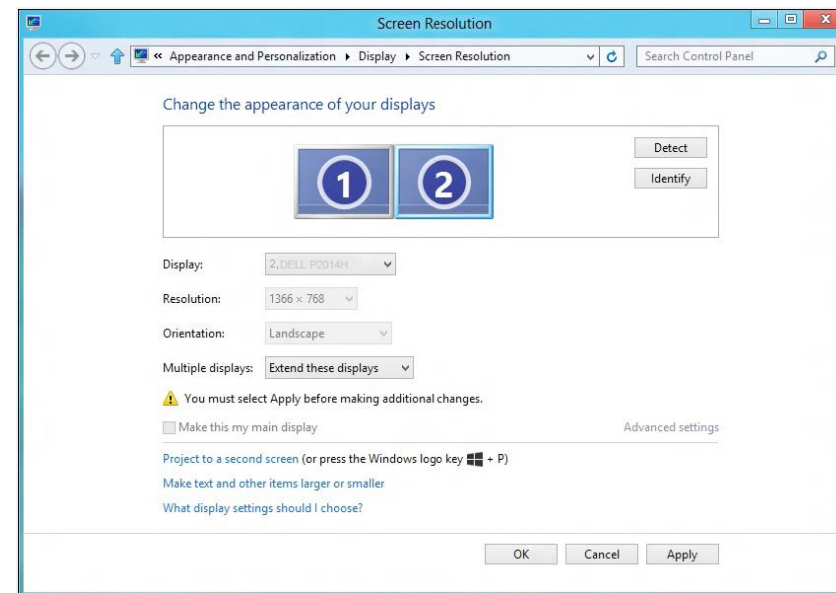 Screen Resolution
« Appearance and Personalization Display Screen Resolution Search Control Panel
Change the appearance of your displays
1 2
Detect
Identify
Display: 2,DELL P2014H
Resolution: 1366 × 768
Orientation: Landscape
Multiple displays: Extend these displays
You must select Apply before making additional changes.
Make this my main display Advanced settings
Project to a second screen (or press the Windows logo key + P)
Make text and other items larger or smaller
What display settings should I choose?
OK Cancel Apply